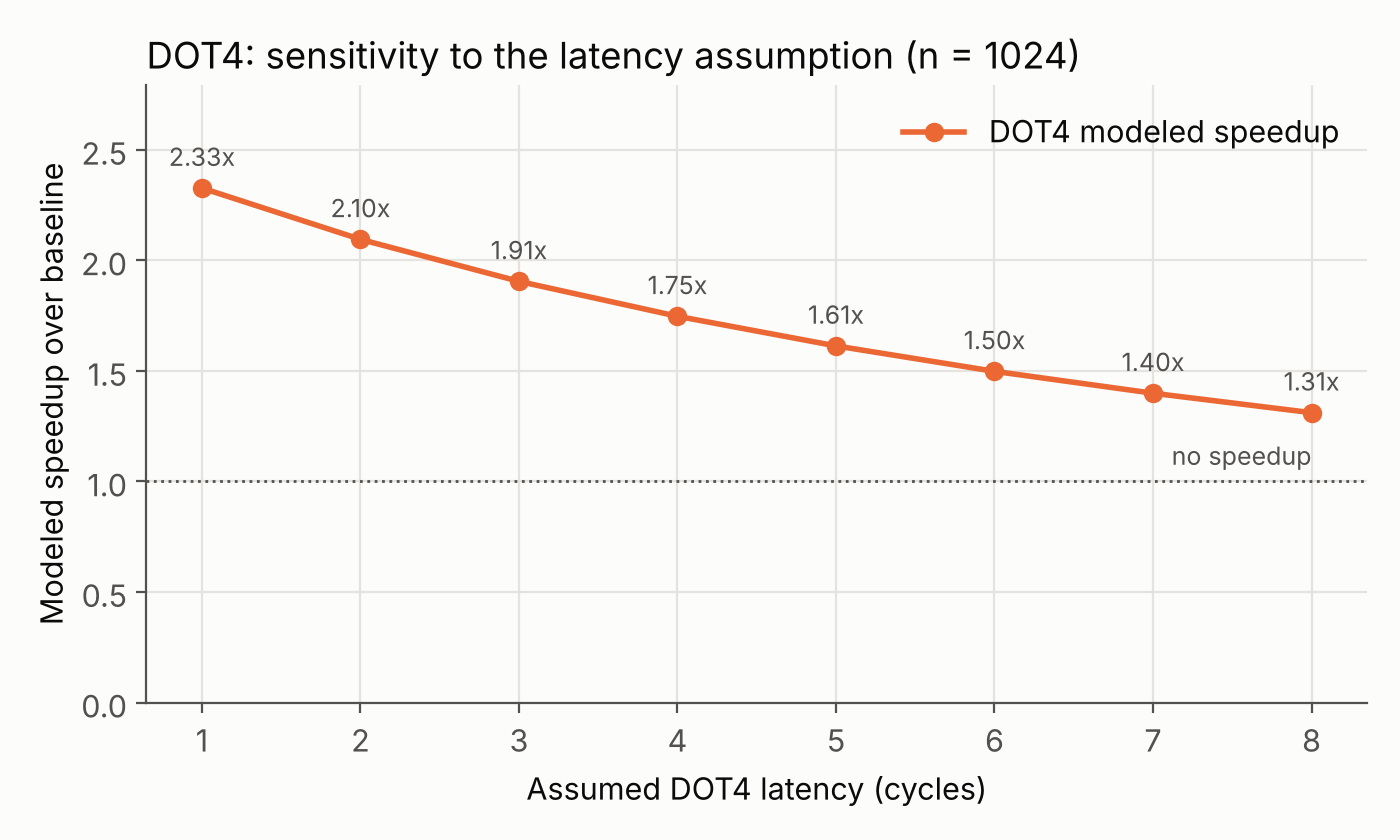 DOT4: sensitivity to the latency assumption (n = 1024)
DOT4 modeled speedup
Modeled speedup over baseline
2.5
2.0
1.5
1.0
0.5
0.0
2.33x
2.10x
1.91x
1.75x
1.61x
1.50x
1.40x
1.31x
no speedup
1 2 3 4 5 6 7 8
Assumed DOT4 latency (cycles)